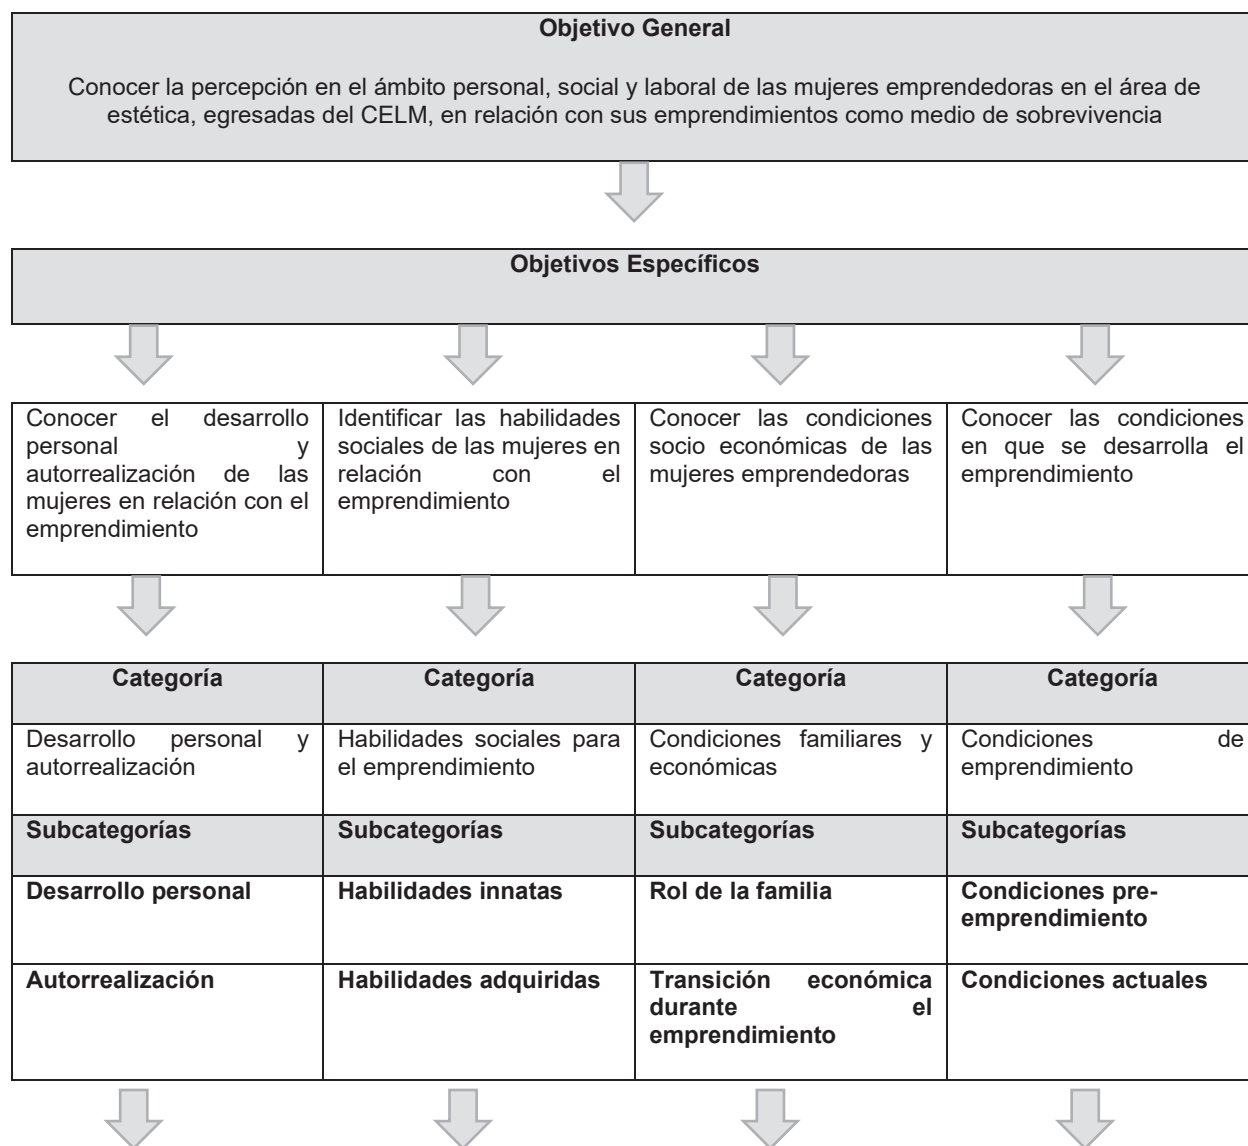 Objetivo General
Conocer la percepción en el ámbito personal, social y laboral de las mujeres emprendedoras en el área de
estética, egresadas del CELM, en relación con sus emprendimientos como medio de sobrevivencia
Objetivos Específicos
Conocer el desarrollo
personal y
autorrealización de las
mujeres en relación con el
emprendimiento
Identificar las habilidades
sociales de las mujeres en
relación con el
emprendimiento
Conocer las condiciones
socio económicas de las
mujeres emprendedoras
Conocer las condiciones
en que se desarrolla el
emprendimiento
Categoría
Categoría
Categoría
Categoría
Desarrollo personal y
autorrealización
Habilidades sociales para
el emprendimiento
Condiciones familiares y
económicas
Condiciones de
emprendimiento
Subcategorías
Subcategorías
Subcategorías
Subcategorías
Desarrollo personal
Habilidades innatas
Rol de la familia
Condiciones pre-
emprendimiento
Autorrealización
Habilidades adquiridas
Transición económica
durante el
emprendimiento
Condiciones actuales